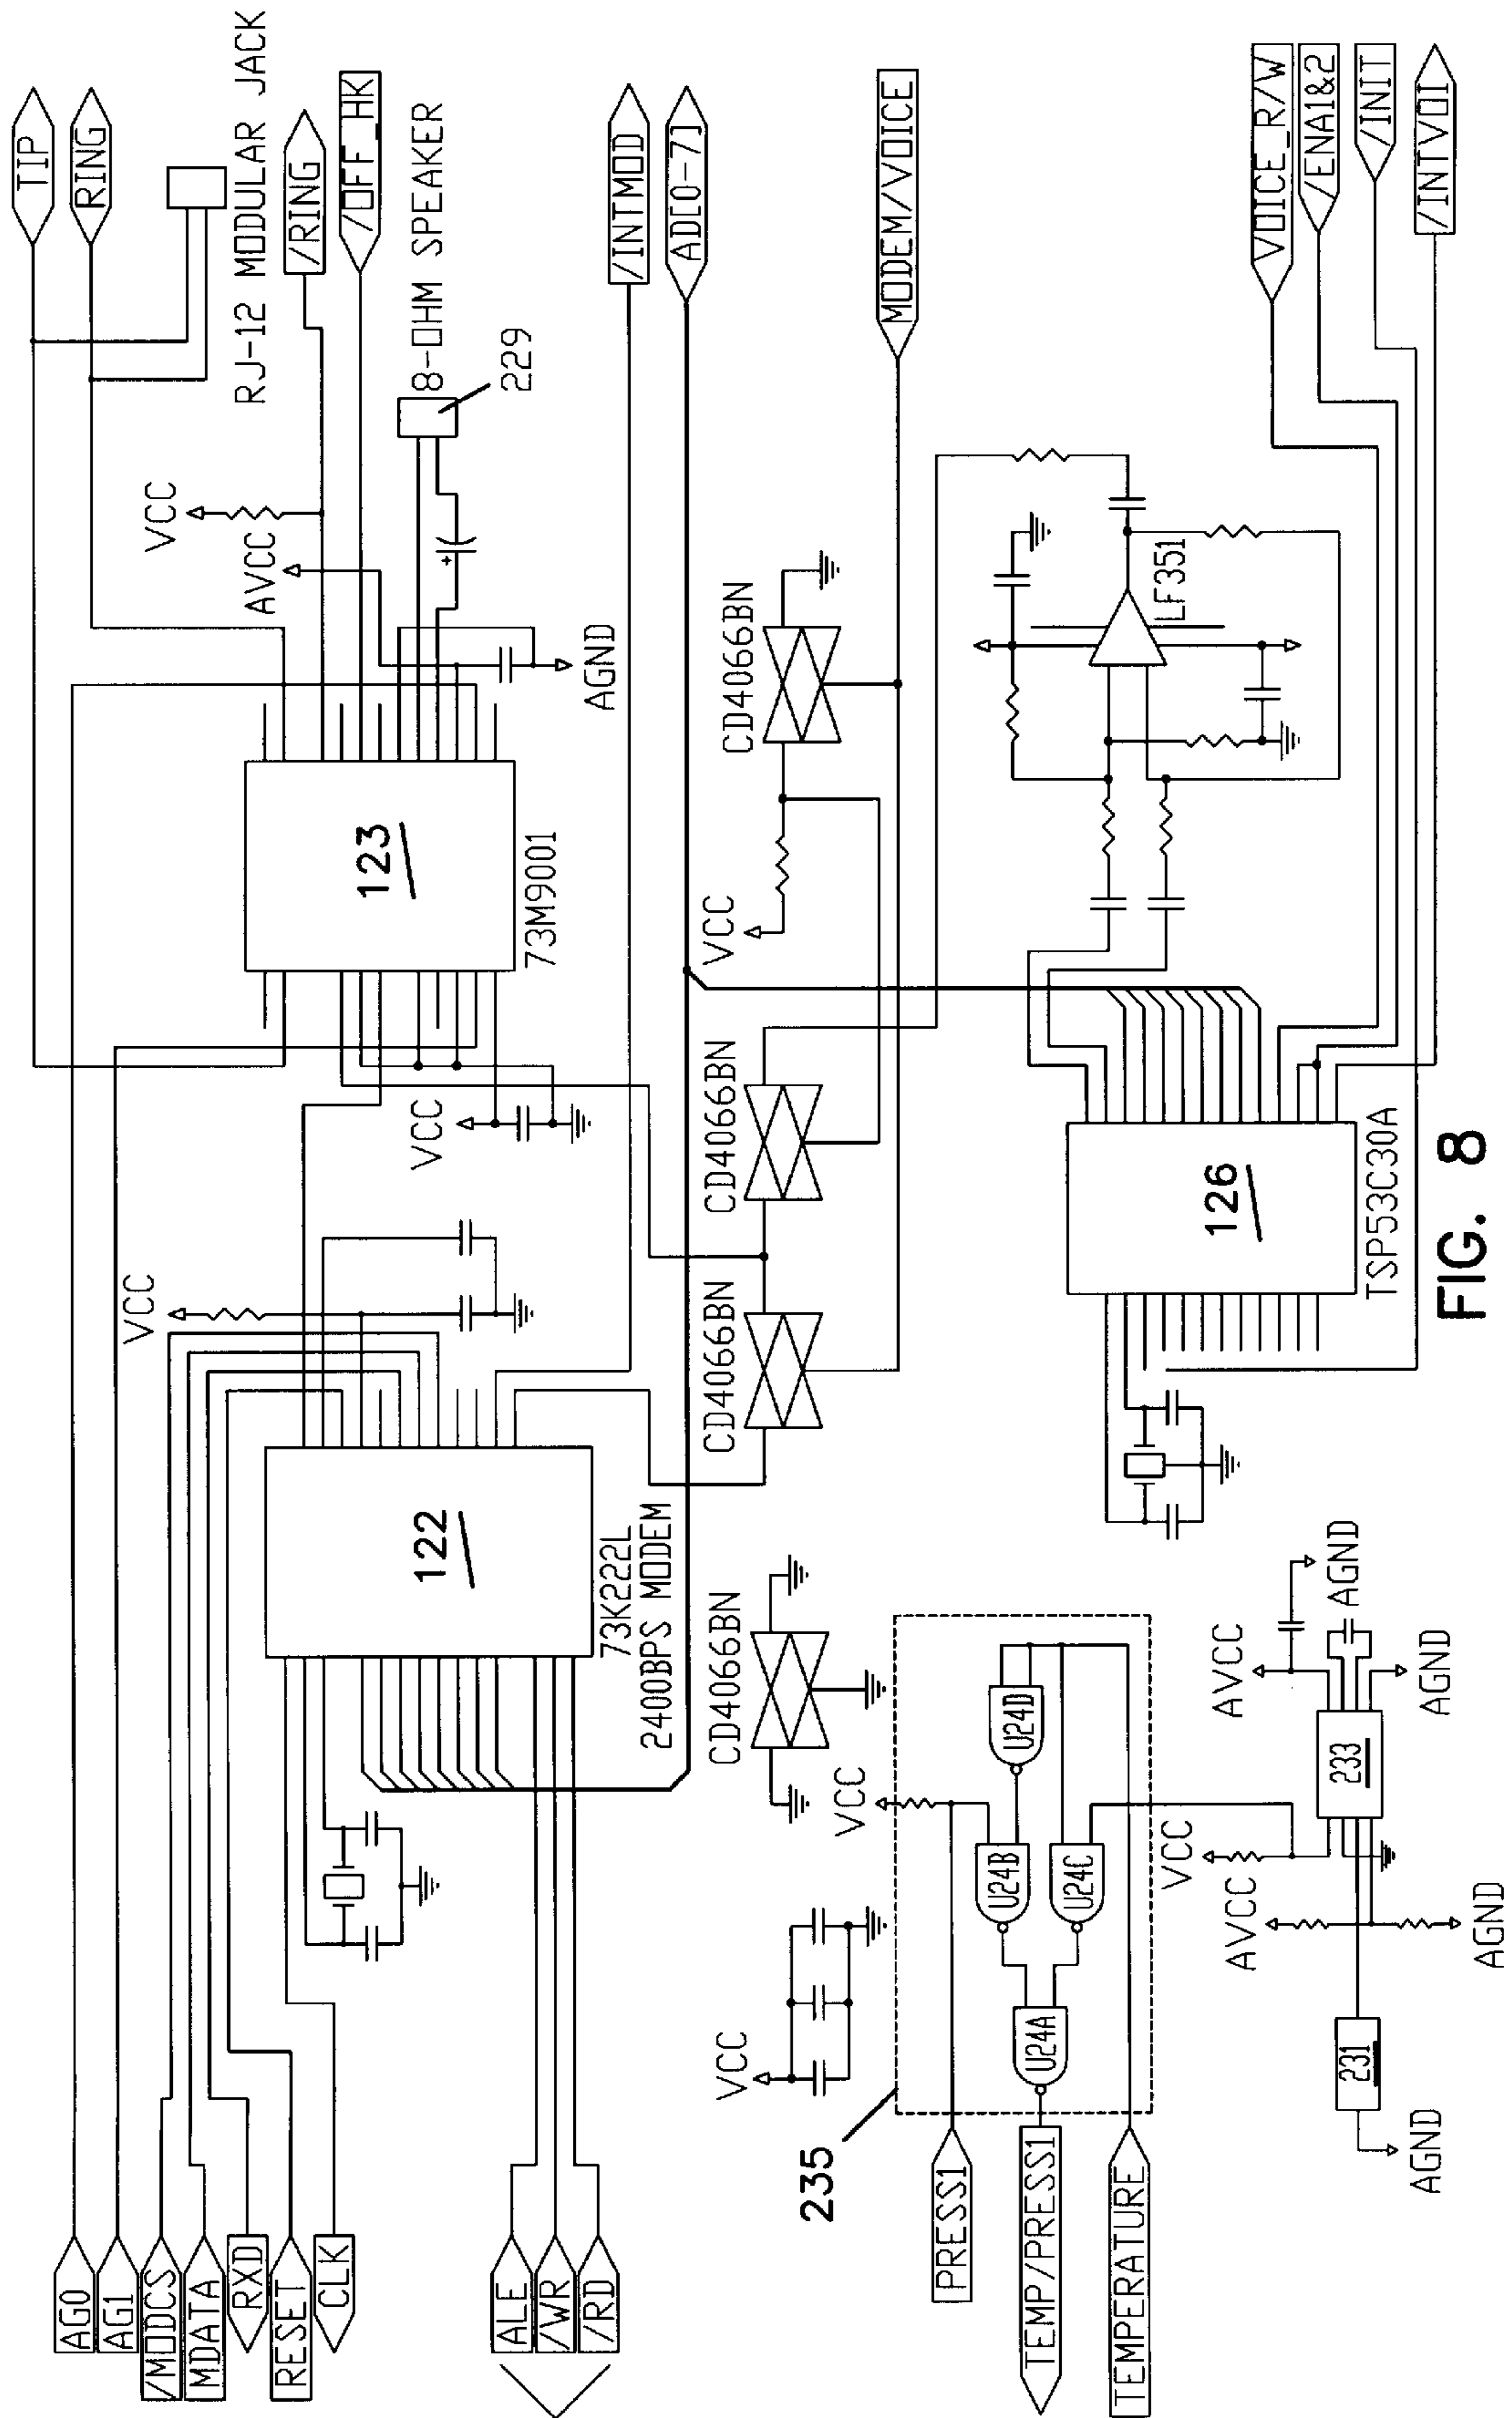 TIP
RING
RJ-12 MODULAR JACK
/RING
/OFF_HK
8-OHM SPEAKER
229
VCC
AVCC
AGND
123
73M9001
VCC
VCC
122
73K222L
2400BPS MODEM
AG0
AG1
/MODCS
MDATA
RXD
RESET
CLK
ALE
/WR
/RD
/INTMOD
AD[0-7]
MODEM/VOICE
CD4066BN
VCC
CD4066BN
CD4066BN
CD4066BN
VCC
VCC
235
PRESS1
TEMP/PRESS1
TEMPERATURE
U24A
U24B
U24C
U24D
LF351
VOICE_R/W
/ENA1&2
/INIT
/INTVOI
126
TSP53C30A
VCC
AVCC
AGND
AVCC
AGND
AGND
233
231
AGND
FIG. 8